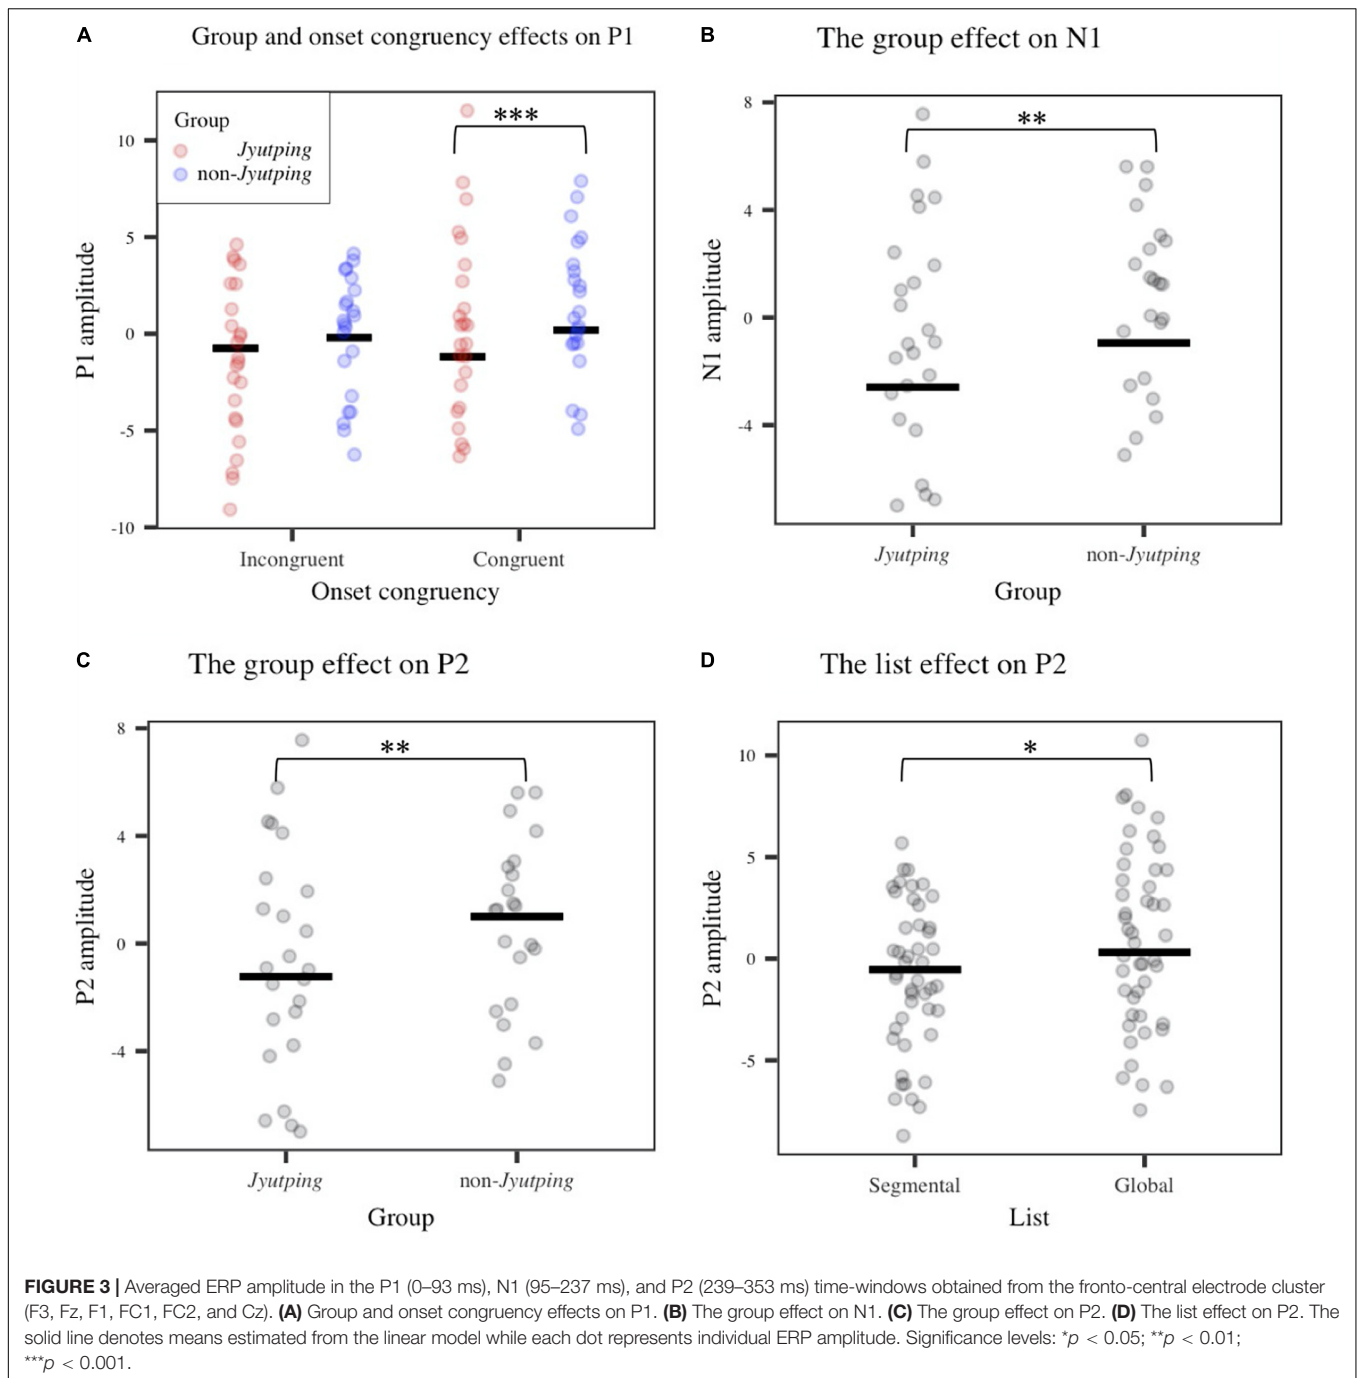 A
Group and onset congruency effects on P1
Group
Jyutping
non-Jyutping
***
10
5
0
-5
-10
P1 amplitude
Incongruent
Congruent
Onset congruency
B
The group effect on N1
**
8
4
0
-4
N1 amplitude
Jyutping
non-Jyutping
Group
C
The group effect on P2
**
8
4
0
-4
P2 amplitude
Jyutping
non-Jyutping
Group
D
The list effect on P2
*
10
5
0
-5
P2 amplitude
Segmental
Global
List
FIGURE 3 | Averaged ERP amplitude in the P1 (0–93 ms), N1 (95–237 ms), and P2 (239–353 ms) time-windows obtained from the fronto-central electrode cluster
(F3, Fz, F1, FC1, FC2, and Cz). (A) Group and onset congruency effects on P1. (B) The group effect on N1. (C) The group effect on P2. (D) The list effect on P2. The
solid line denotes means estimated from the linear model while each dot represents individual ERP amplitude. Significance levels: *p < 0.05; **p < 0.01;
***p < 0.001.